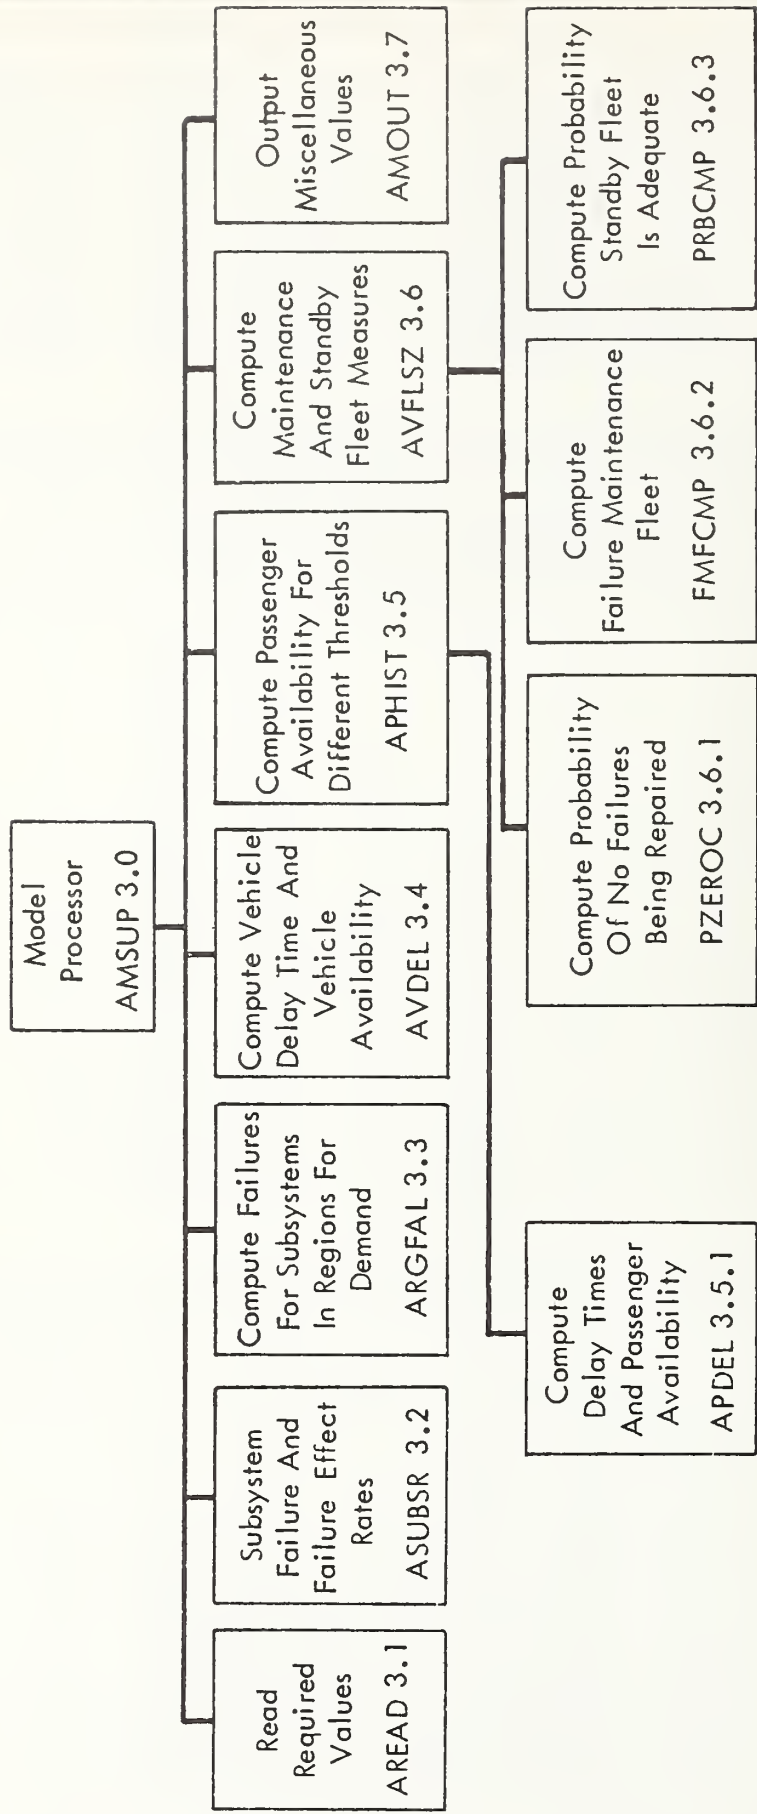 Model
Processor
AMSUP 3.0
Read
Required
Values
AREAD 3.1
Subsystem
Failure And
Failure Effect
Rates
ASUBSR 3.2
Compute Failures
For Subsystems
In Regions For
Demand
ARGFAL 3.3
Compute Vehicle
Delay Time And
Vehicle
Availability
AVDEL 3.4
Compute Passenger
Availability For
Different Thresholds
APHIST 3.5
Compute
Maintenance
And Standby
Fleet Measures
AVFLSZ 3.6
Output
Miscellaneous
Values
AMOUT 3.7
Compute
Delay Times
And Passenger
Availability
APDEL 3.5.1
Compute Probability
Of No Failures
Being Repaired
PZEROC 3.6.1
Compute
Failure Maintenance
Fleet
FMFCMP 3.6.2
Compute Probability
Standby Fleet
Is Adequate
PRBCMP 3.6.3